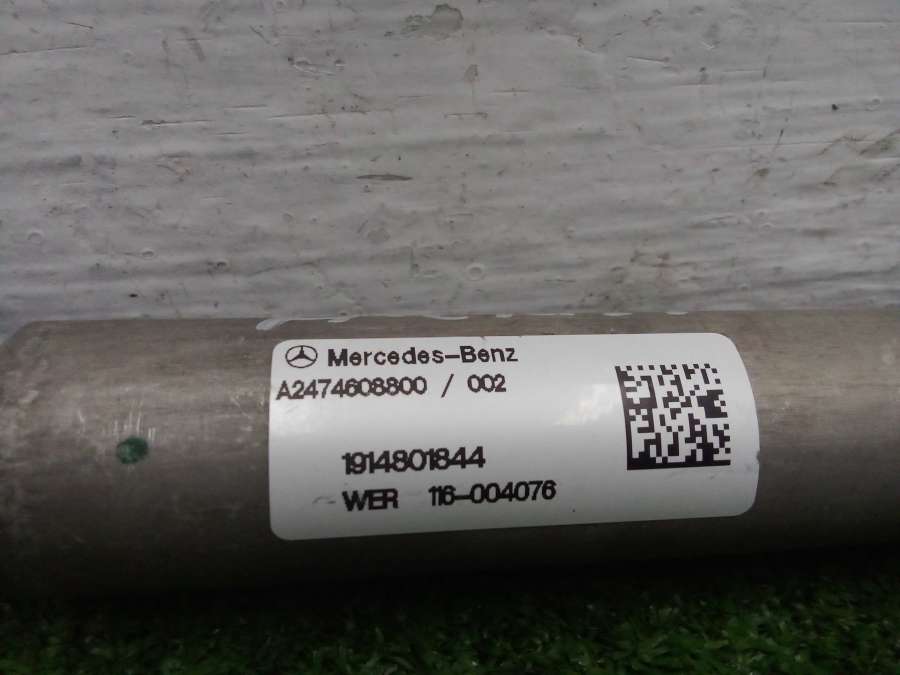 Mercedes-Benz
A2474608800 / 002
1914801844
WER 116-004076